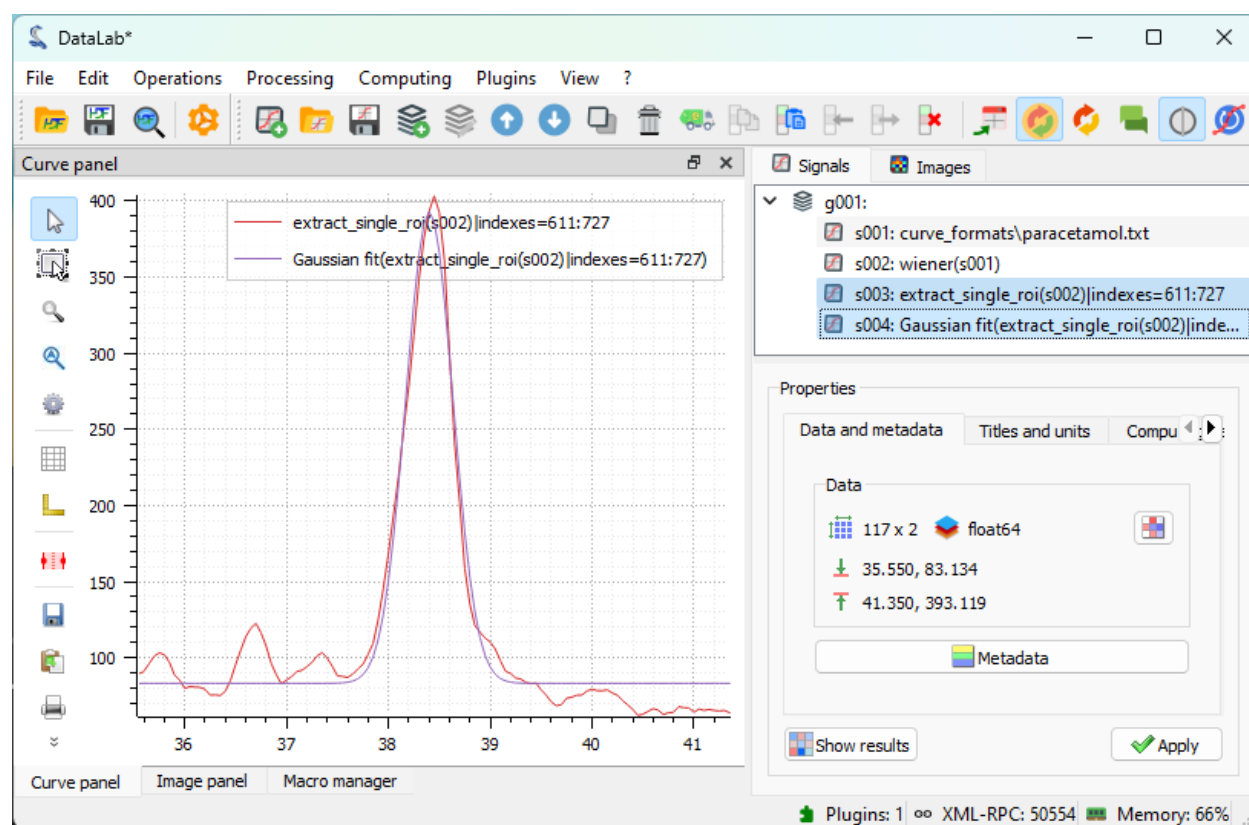 DataLab*
File Edit Operations Processing Computing Plugins View ?
Curve panel
400
350
300
250
200
150
100
36 37 38 39 40 41
extract_single_roi(s002)|indexes=611:727
Gaussian fit(extract_single_roi(s002)|indexes=611:727)
Curve panel Image panel Macro manager
Signals Images
g001:
s001: curve_formats\paracetamol.txt
s002: wiener(s001)
s003: extract_single_roi(s002)|indexes=611:727
s004: Gaussian fit(extract_single_roi(s002)|inde...
Properties
Data and metadata Titles and units Compu
Data
117 x 2 float64
35.550, 83.134
41.350, 393.119
Metadata
Show results Apply
Plugins: 1 XML-RPC: 50554 Memory: 66%